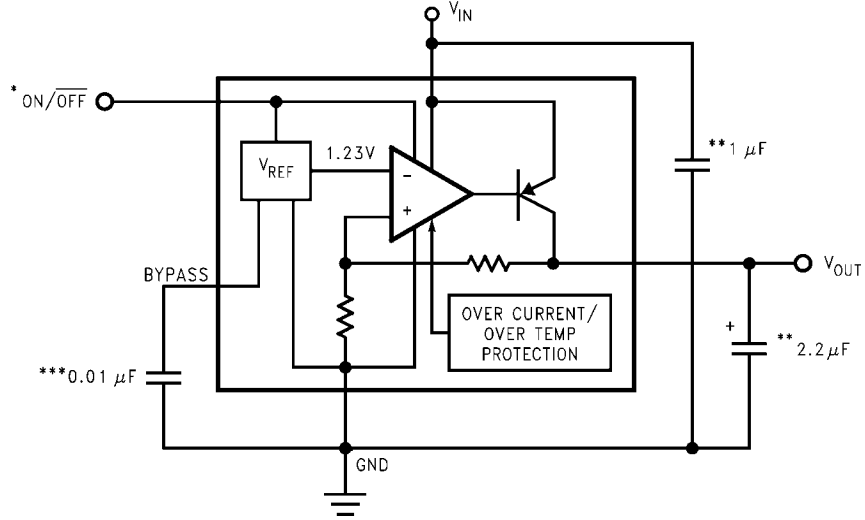 V_IN
* ON/O̅F̅F̅
1.23V
V_REF
**1 μF
−
+
BYPASS
V_OUT
OVER CURRENT/
OVER TEMP
PROTECTION
+
**2.2μF
***0.01 μF
GND